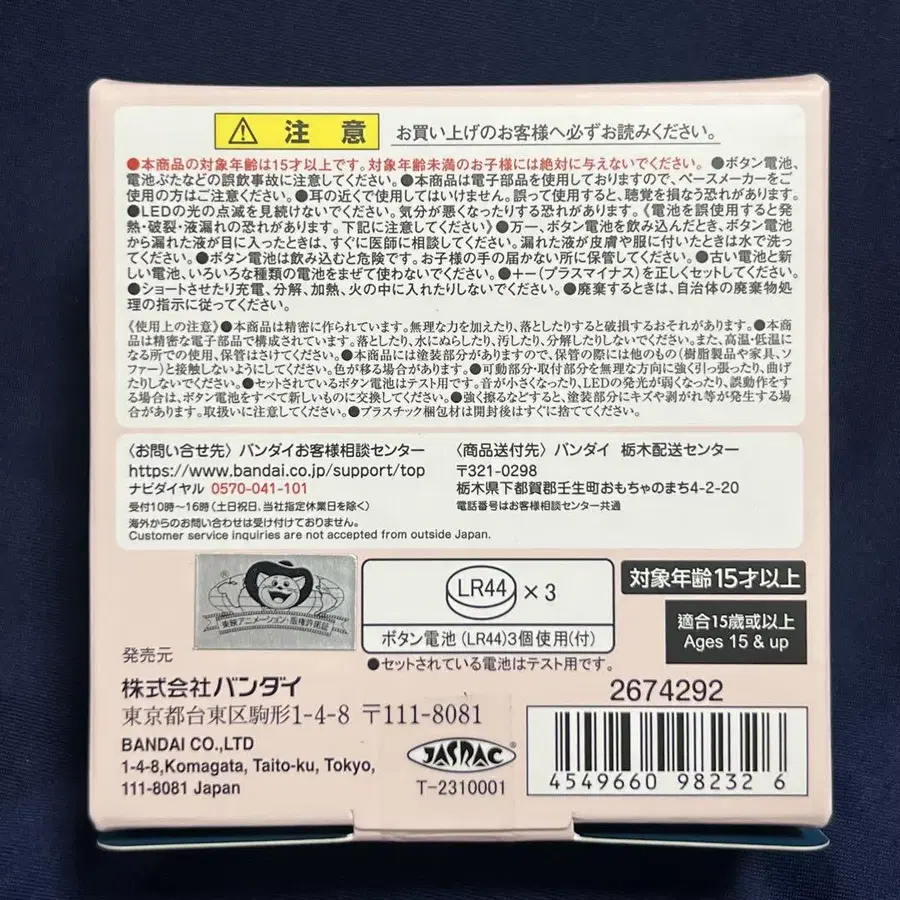 注意 お買い上げのお客様へ必ずお読みください。
●本商品の対象年齢は15才以上です。対象年齢未満のお子様には絶対に与えないでください。 ●ボタン電池、
電池ぶたなどの誤飲事故に注意してください。●本商品は電子部品を使用しておりますので、ペースメーカーをご
使用の方はご注意ください。●耳の近くで使用してはいけません。誤って使用すると、聴覚を損なう恐れがあります。
●LEDの光の点滅を見続けないでください。気分が悪くなったりする恐れがあります。《電池を誤使用すると発
熱・破裂・液漏れの恐れがあります。下記に注意してください》●万一、ボタン電池を飲み込んだとき、ボタン電池
から漏れた液が目に入ったときは、すぐに医師に相談してください。漏れた液が皮膚や服に付いたときは水で洗っ
てください。●ボタン電池は飲み込むと危険です。お子様の手の届かない所に保管してください。●古い電池と新
しい電池、いろいろな種類の電池をまぜて使わないでください。●+ー(プラスマイナス)を正しくセットしてください。
●ショートさせたり充電、分解、加熱、火の中に入れたりしないでください。●廃棄するときは、自治体の廃棄物処
理の指示に従ってください。
《使用上の注意》●本商品は精密に作られています。無理な力を加えたり、落としたりすると破損するおそれがあります。●本商
品は精密な電子部品で構成されています。落としたり、水にぬらしたり、汚したり、分解したりしないでください。また、高温・低温に
なる所での使用、保管はさけてください。●本商品には塗装部分がありますので、保管の際には他のもの(樹脂製品や家具、ソ
ファー)と接触しないようにしてください。色が移る場合があります。●可動部分・取付部分を無理な方向に強く引っ張ったり、曲げ
たりしないでください。●セットされているボタン電池はテスト用です。音が小さくなったり、LEDの発光が弱くなったり、誤動作をす
る場合は、ボタン電池をすべて新しいものに交換してください。●強く擦るなどすると、塗装部分にキズや剥がれ等が発生する場
合があります。取扱いに注意してください。●プラスチック梱包材は開封後はすぐに捨ててください。
〈お問い合せ先〉バンダイお客様相談センター
https://www.bandai.co.jp/support/top
ナビダイヤル 0570-041-101
受付10時〜16時(土日祝日、当社指定休業日を除く)
海外からのお問い合わせは受け付けておりません。
Customer service inquiries are not accepted from outside Japan.
〈商品送付先〉バンダイ 栃木配送センター
〒321-0298
栃木県下都賀郡壬生町おもちゃのまち4-2-20
電話番号はお客様相談センター共通
東映アニメーション・版権許諾証
LR44 ×3
ボタン電池(LR44)3個使用(付)
●セットされている電池はテスト用です。
対象年齢15才以上
適合15歳或以上
Ages 15 & up
発売元
株式会社バンダイ
東京都台東区駒形1-4-8 〒111-8081
BANDAI CO.,LTD
1-4-8,Komagata, Taito-ku, Tokyo,
111-8081 Japan
JASRAC
T-2310001
2674292
4549660 982326